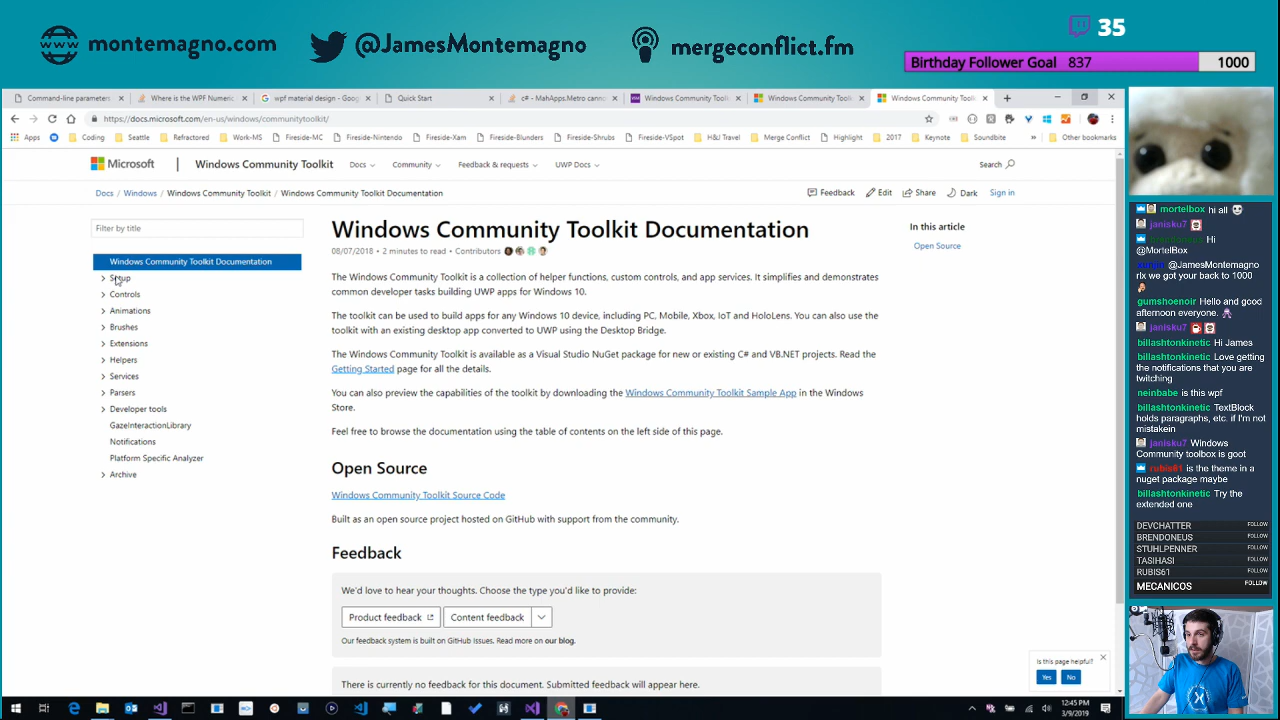 montemagno.com
@JamesMontemagno
mergeconflict.fm
35
Birthday Follower Goal 837
1000
Command-line parameters
Where is the WPF Numeric
wpf material design - Goog
Quick Start
c# - MahApps.Metro canno
Windows Community Toolk
Windows Community Toolk
Windows Community Toolk
https://docs.microsoft.com/en-us/windows/communitytoolkit/
Apps
Coding
Seattle
Refractored
Work-MS
Fireside-MC
Fireside-Nintendo
Fireside-Xam
Fireside-Blunders
Fireside-Shrubs
Fireside-VSpot
H&J Travel
Merge Conflict
Highlight
2017
Keynote
Soundbite
»
Other bookmarks
Microsoft
Windows Community Toolkit
Docs
Community
Feedback & requests
UWP Docs
Search
Docs / Windows / Windows Community Toolkit / Windows Community Toolkit Documentation
Feedback
Edit
Share
Dark
Sign in
Filter by title
Windows Community Toolkit Documentation
Setup
Controls
Animations
Brushes
Extensions
Helpers
Services
Parsers
Developer tools
GazeInteractionLibrary
Notifications
Platform Specific Analyzer
Archive
Windows Community Toolkit Documentation
08/07/2018 • 2 minutes to read • Contributors
The Windows Community Toolkit is a collection of helper functions, custom controls, and app services. It simplifies and demonstrates
common developer tasks building UWP apps for Windows 10.
The toolkit can be used to build apps for any Windows 10 device, including PC, Mobile, Xbox, IoT and HoloLens. You can also use the
toolkit with an existing desktop app converted to UWP using the Desktop Bridge.
The Windows Community Toolkit is available as a Visual Studio NuGet package for new or existing C# and VB.NET projects. Read the
Getting Started page for all the details.
You can also preview the capabilities of the toolkit by downloading the Windows Community Toolkit Sample App in the Windows
Store.
Feel free to browse the documentation using the table of contents on the left side of this page.
Open Source
Windows Community Toolkit Source Code
Built as an open source project hosted on GitHub with support from the community.
Feedback
We'd love to hear your thoughts. Choose the type you'd like to provide:
Product feedback
Content feedback
Our feedback system is built on GitHub Issues. Read more on our blog.
There is currently no feedback for this document. Submitted feedback will appear here.
In this article
Open Source
Is this page helpful?
Yes
No
12:45 PM
3/9/2019
mortelbox hi all
janisku7
Hi
@MortelBox
@JamesMontemagno
rlx we got your back to 1000
gumshoenoir Hello and good
afternoon everyone.
janisku7
billashtonkinetic Hi James
billashtonkinetic Love getting
the notifications that you are
twitching
neinbabe is this wpf
billashtonkinetic TextBlock
holds paragraphs, etc. if I'm not
mistakein
janisku7 Windows
Community toolbox is goot
rubis61 is the theme in a
nuget package maybe
billashtonkinetic Try the
extended one
DEVCHATTER FOLLOW
BRENDONEUS FOLLOW
STUHLPENNER FOLLOW
TASIHASI FOLLOW
RUBIS61 FOLLOW
MECANICOS FOLLOW